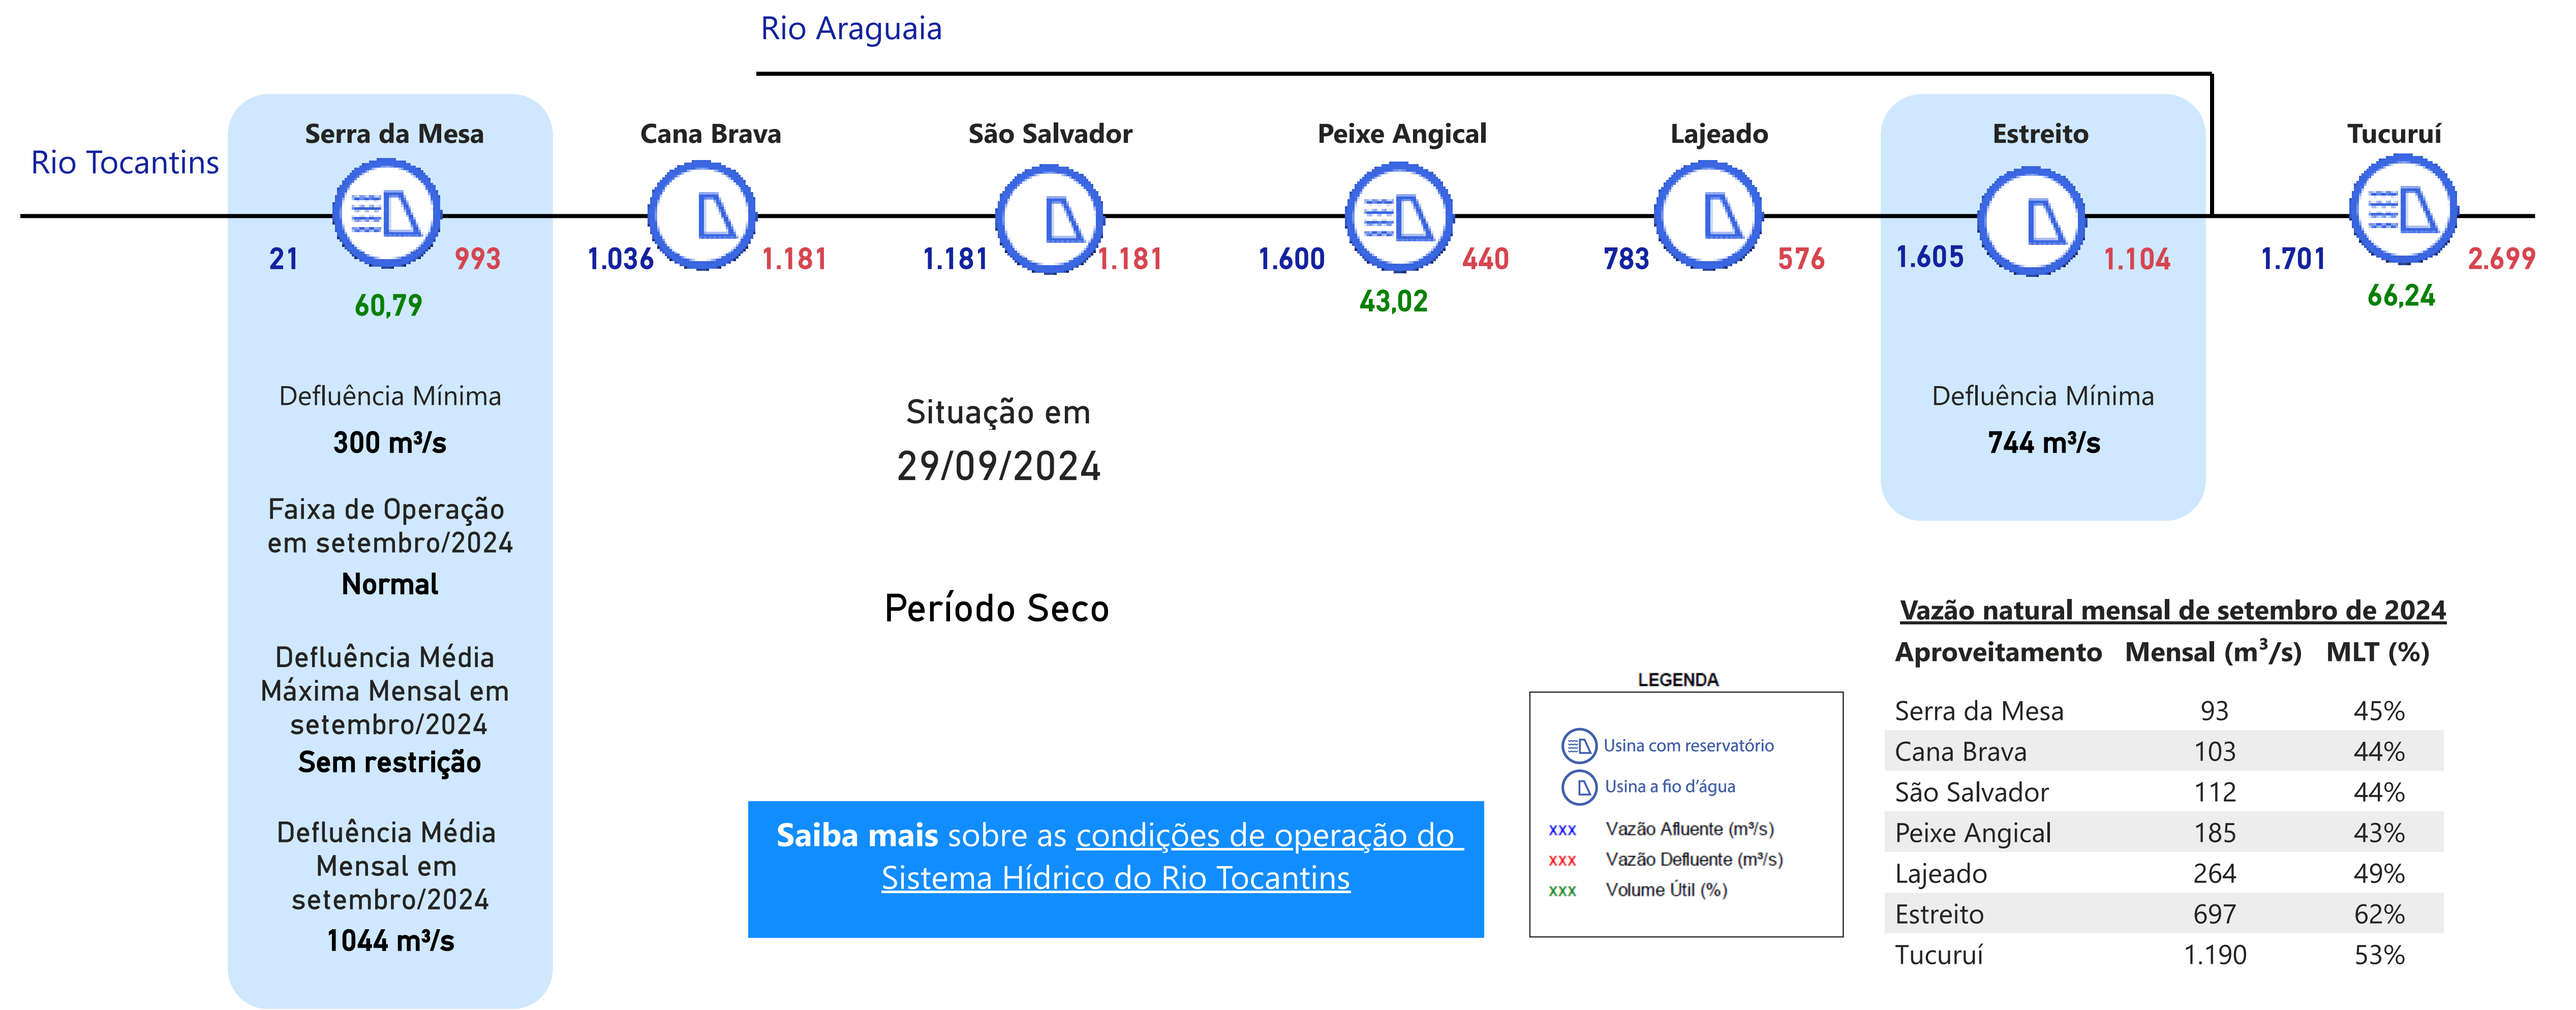 Rio Araguaia
Rio Tocantins
Serra da Mesa
Cana Brava
São Salvador
Peixe Angical
Lajeado
Estreito
Tucuruí
21 993
1.036 1.181
1.181 1.181
1.600 440
783 576
1.605 1.104
1.701 2.699
60,79
43,02
66,24
Defluência Mínima
300 m³/s
Faixa de Operação
em setembro/2024
Normal
Defluência Média
Máxima Mensal em
setembro/2024
Sem restrição
Defluência Média
Mensal em
setembro/2024
1044 m³/s
Situação em
29/09/2024
Período Seco
Saiba mais sobre as condições de operação do
Sistema Hídrico do Rio Tocantins
Defluência Mínima
744 m³/s
LEGENDA
Usina com reservatório
Usina a fio d’água
xxx Vazão Afluente (m³/s)
xxx Vazão Defluente (m³/s)
xxx Volume Útil (%)
Vazão natural mensal de setembro de 2024
Aproveitamento Mensal (m³/s) MLT (%)
Serra da Mesa 93 45%
Cana Brava 103 44%
São Salvador 112 44%
Peixe Angical 185 43%
Lajeado 264 49%
Estreito 697 62%
Tucuruí 1.190 53%